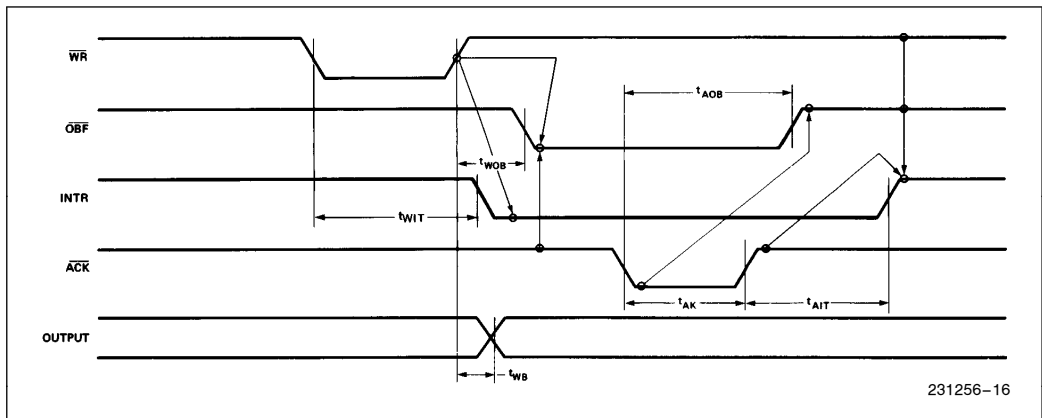 WR
tAOB
OBF
tWOB
INTR
tWIT
ACK
tAK
tAIT
OUTPUT
tWB
231256–16